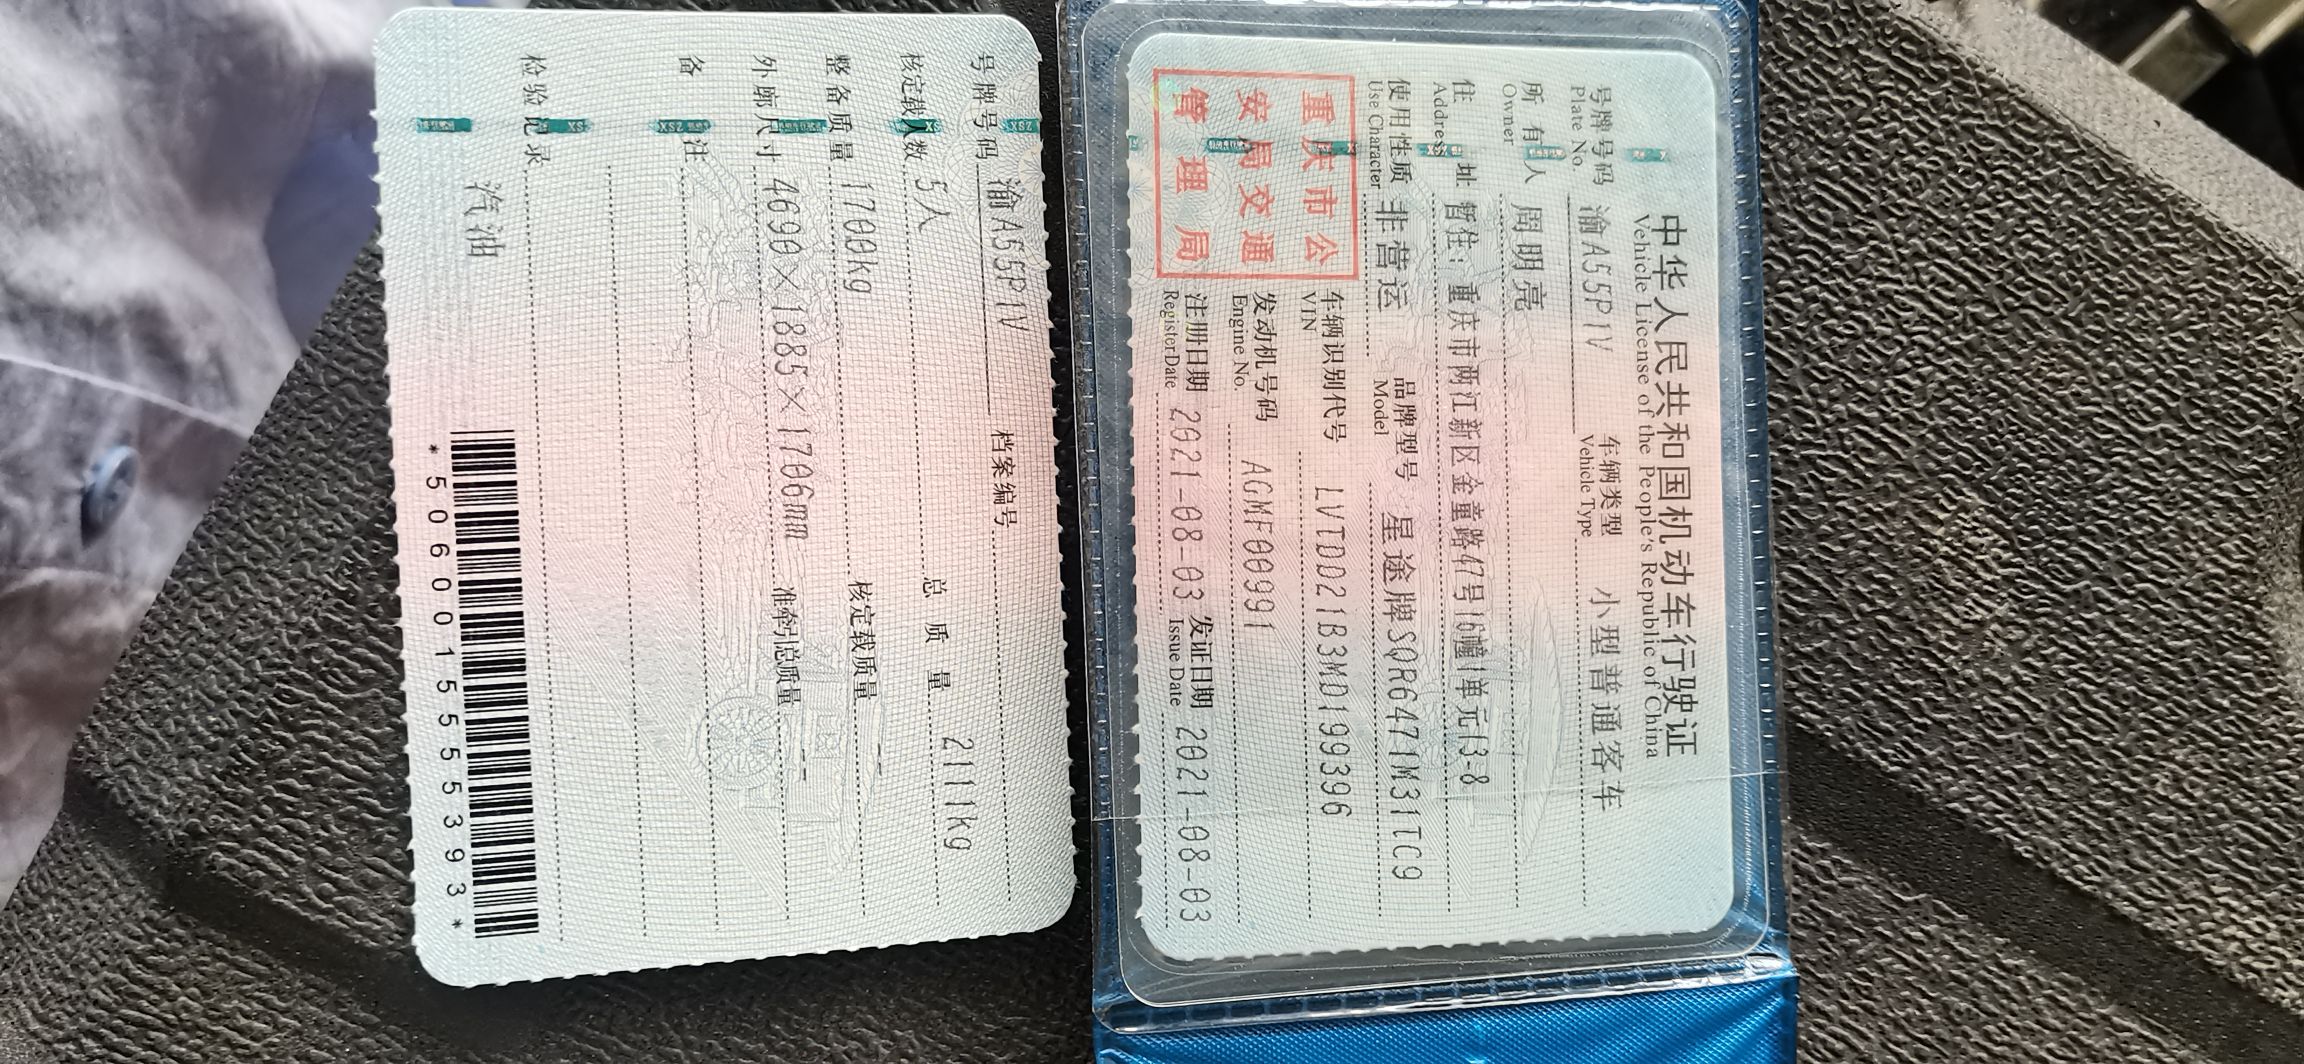 中华人民共和国机动车行驶证
Vehicle License of the People's Republic of China
号牌号码 渝A55P1V 车辆类型 小型普通客车
Plate No. Vehicle Type
所有人 周明亮
Owner
住址 暂住：重庆市两江新区金童路47号16幢1单元13-8
Address
使用性质 非营运 品牌型号 星途牌SQR6471M31TC9
Use Character Model
重庆市公
安局交通
管理局
车辆识别代号 LVTDD21B3MD199396
VIN
发动机号码 AGMF00991
Engine No.
注册日期 2021-08-03 发证日期 2021-08-03
Register Date Issue Date
号牌号码 渝A55P1V 档案编号
核定载人数 5人 总质量 2111kg
整备质量 1700kg 核定载质量 --
外廓尺寸 4690×1885×1706mm 准牵引总质量 --
备注
检验记录
汽油
*5060015555393*